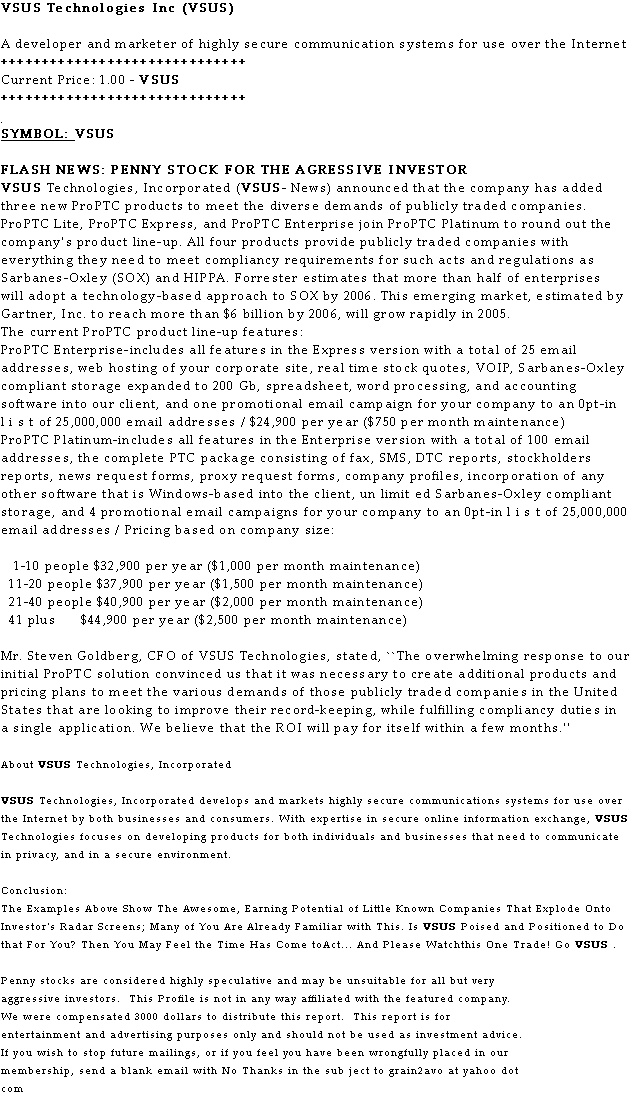 VSUS Technologies Inc (VSUS)
A developer and marketer of highly secure communication systems for use over the Internet
++++++++++++++++++++++++++++++
Current Price: 1.00 - VSUS
++++++++++++++++++++++++++++++
.
SYMBOL: VSUS
FLASH NEWS: PENNY STOCK FOR THE AGRESSIVE INVESTOR
VSUS Technologies, Incorporated (VSUS- News) announced that the company has added
three new ProPTC products to meet the diverse demands of publicly traded companies.
ProPTC Lite, ProPTC Express, and ProPTC Enterprise join ProPTC Platinum to round out the
company's product line-up. All four products provide publicly traded companies with
everything they need to meet compliancy requirements for such acts and regulations as
Sarbanes-Oxley (SOX) and HIPPA. Forrester estimates that more than half of enterprises
will adopt a technology-based approach to SOX by 2006. This emerging market, estimated by
Gartner, Inc. to reach more than $6 billion by 2006, will grow rapidly in 2005.
The current ProPTC product line-up features:
ProPTC Enterprise-includes all features in the Express version with a total of 25 email
addresses, web hosting of your corporate site, real time stock quotes, VOIP, Sarbanes-Oxley
compliant storage expanded to 200 Gb, spreadsheet, word processing, and accounting
software into our client, and one promotional email campaign for your company to an 0pt-in
l i s t of 25,000,000 email addresses / $24,900 per year ($750 per month maintenance)
ProPTC Platinum-includes all features in the Enterprise version with a total of 100 email
addresses, the complete PTC package consisting of fax, SMS, DTC reports, stockholders
reports, news request forms, proxy request forms, company profiles, incorporation of any
other software that is Windows-based into the client, un limit ed Sarbanes-Oxley compliant
storage, and 4 promotional email campaigns for your company to an 0pt-in l i s t of 25,000,000
email addresses / Pricing based on company size:
1-10 people $32,900 per year ($1,000 per month maintenance)
11-20 people $37,900 per year ($1,500 per month maintenance)
21-40 people $40,900 per year ($2,000 per month maintenance)
41 plus $44,900 per year ($2,500 per month maintenance)
Mr. Steven Goldberg, CFO of VSUS Technologies, stated, ``The overwhelming response to our
initial ProPTC solution convinced us that it was necessary to create additional products and
pricing plans to meet the various demands of those publicly traded companies in the United
States that are looking to improve their record-keeping, while fulfilling compliancy duties in
a single application. We believe that the ROI will pay for itself within a few months.''
About VSUS Technologies, Incorporated
VSUS Technologies, Incorporated develops and markets highly secure communications systems for use over
the Internet by both businesses and consumers. With expertise in secure online information exchange, VSUS
Technologies focuses on developing products for both individuals and businesses that need to communicate
in privacy, and in a secure environment.
Conclusion:
The Examples Above Show The Awesome, Earning Potential of Little Known Companies That Explode Onto
Investor's Radar Screens; Many of You Are Already Familiar with This. Is VSUS Poised and Positioned to Do
that For You? Then You May Feel the Time Has Come toAct... And Please Watchthis One Trade! Go VSUS .
Penny stocks are considered highly speculative and may be unsuitable for all but very
aggressive investors. This Profile is not in any way affiliated with the featured company.
We were compensated 3000 dollars to distribute this report. This report is for
entertainment and advertising purposes only and should not be used as investment advice.
If you wish to stop future mailings, or if you feel you have been wrongfully placed in our
membership, send a blank email with No Thanks in the sub ject to grain2avo at yahoo dot
com